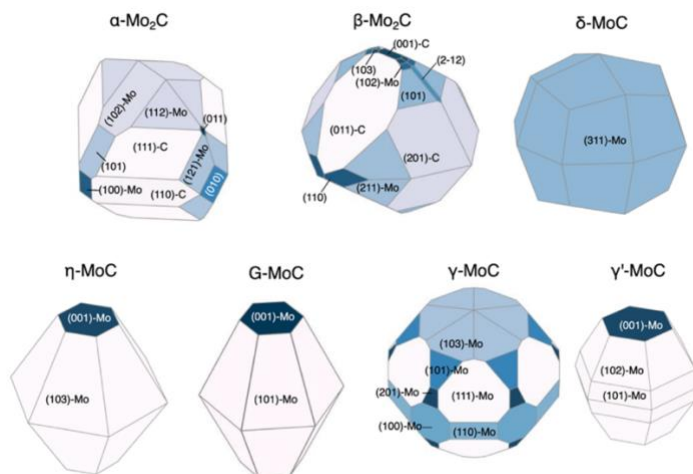 α-Mo₂C
β-Mo₂C
δ-MoC
(102)-Mo
(112)-Mo
(011)
(111)-C
(101)
(121)-Mo
(100)-Mo
(110)-C
(010)
(001)-C
(103)
(2-12)
(102)-Mo
(101)
(011)-C
(201)-C
(110)
(211)-Mo
(311)-Mo
η-MoC
G-MoC
γ-MoC
γ'-MoC
(001)-Mo
(103)-Mo
(001)-Mo
(101)-Mo
(103)-Mo
(101)-Mo
(201)-Mo
(111)-Mo
(100)-Mo
(110)-Mo
(001)-Mo
(102)-Mo
(101)-Mo